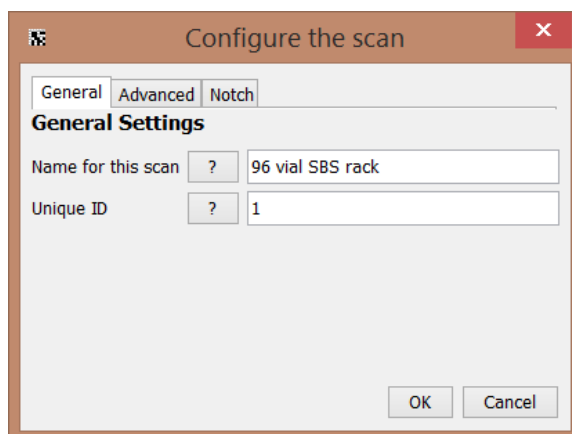 Configure the scan
x
General Advanced Notch
General Settings
Name for this scan ? 96 vial SBS rack
Unique ID ? 1
OK Cancel